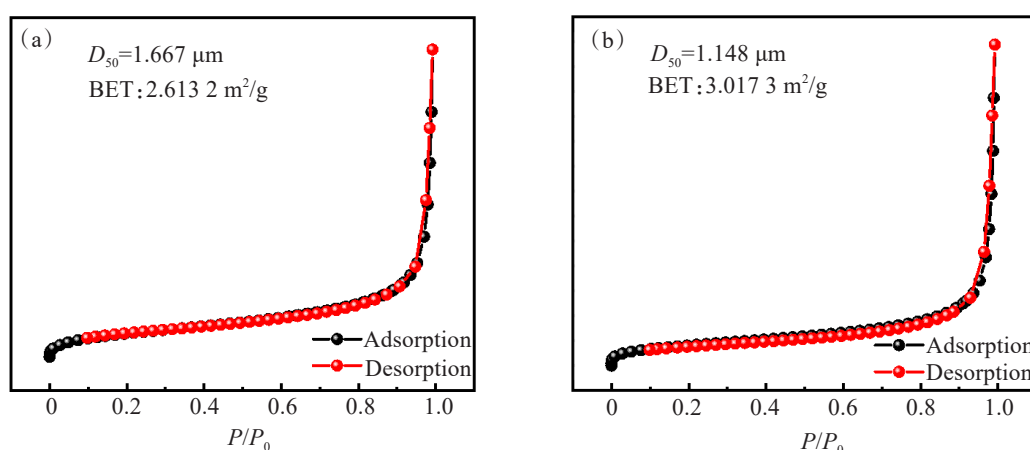 (a)
D50=1.667 μm
BET:2.613 2 m²/g
Adsorption
Desorption
0 0.2 0.4 0.6 0.8 1.0
P/P0
(b)
D50=1.148 μm
BET:3.017 3 m²/g
Adsorption
Desorption
0 0.2 0.4 0.6 0.8 1.0
P/P0